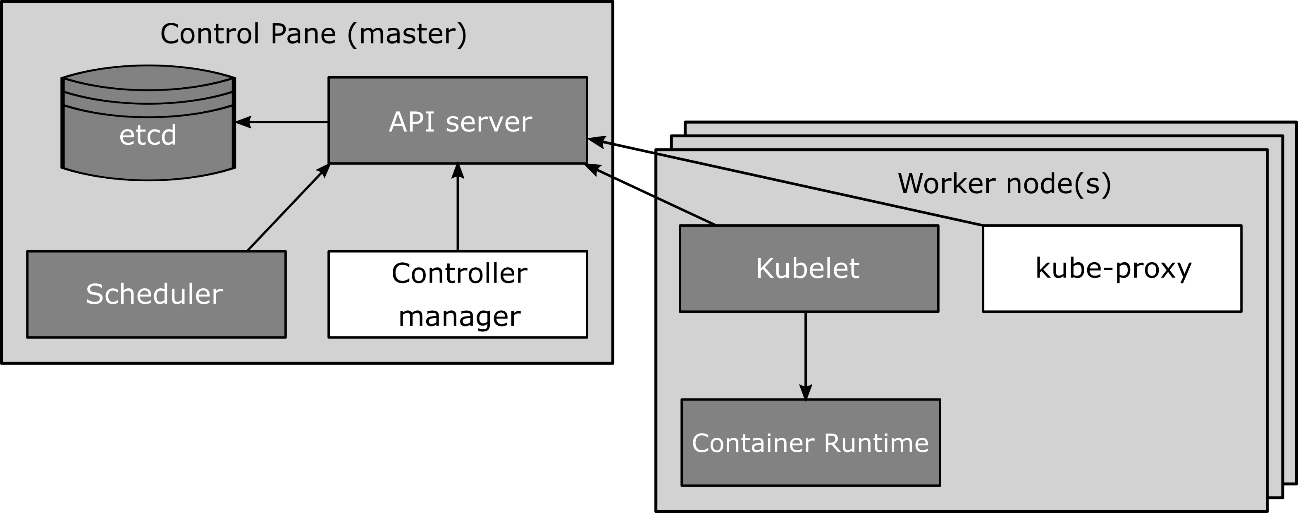 Control Pane (master)
etcd
API server
Scheduler
Controller
manager
Worker node(s)
Kubelet
kube-proxy
Container Runtime